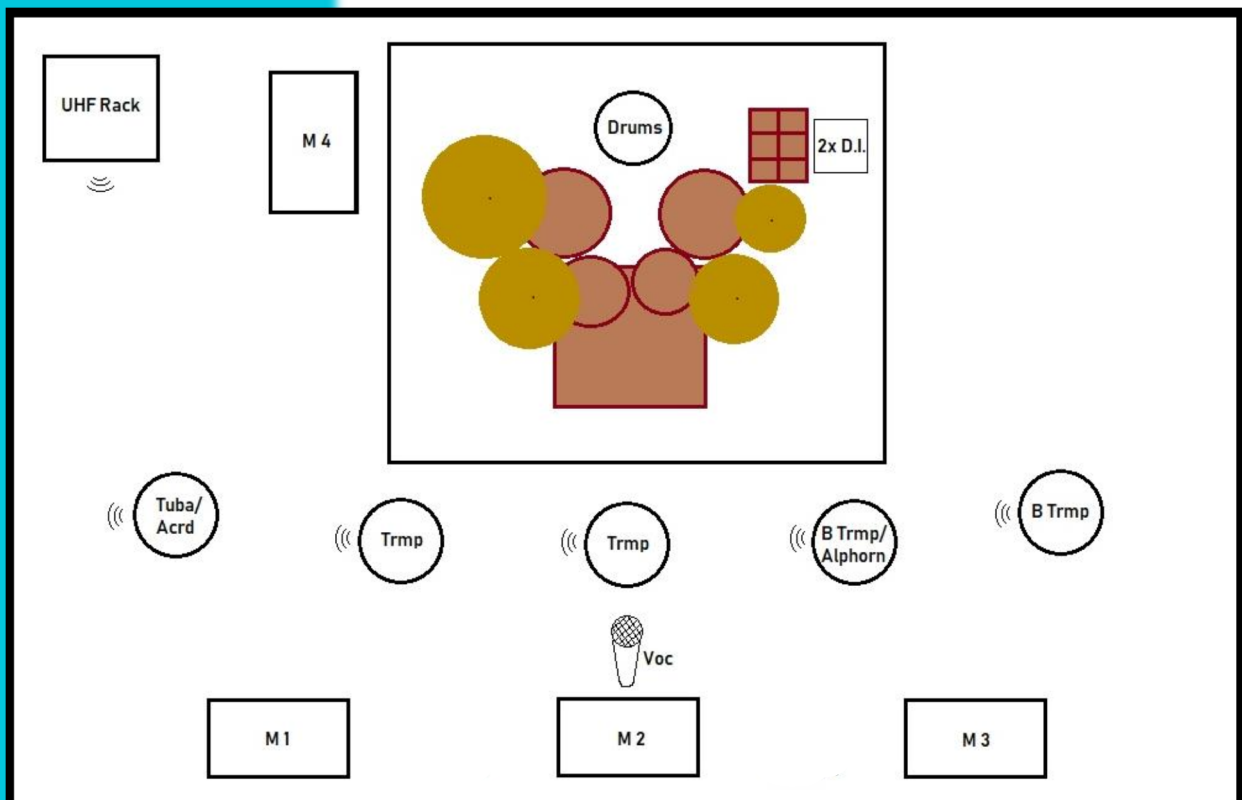 UHF Rack
M 4
Drums
2x D.I.
Tuba/
Acrd
Trmp
Trmp
B Trmp/
Alphorn
B Trmp
Voc
M 1
M 2
M 3